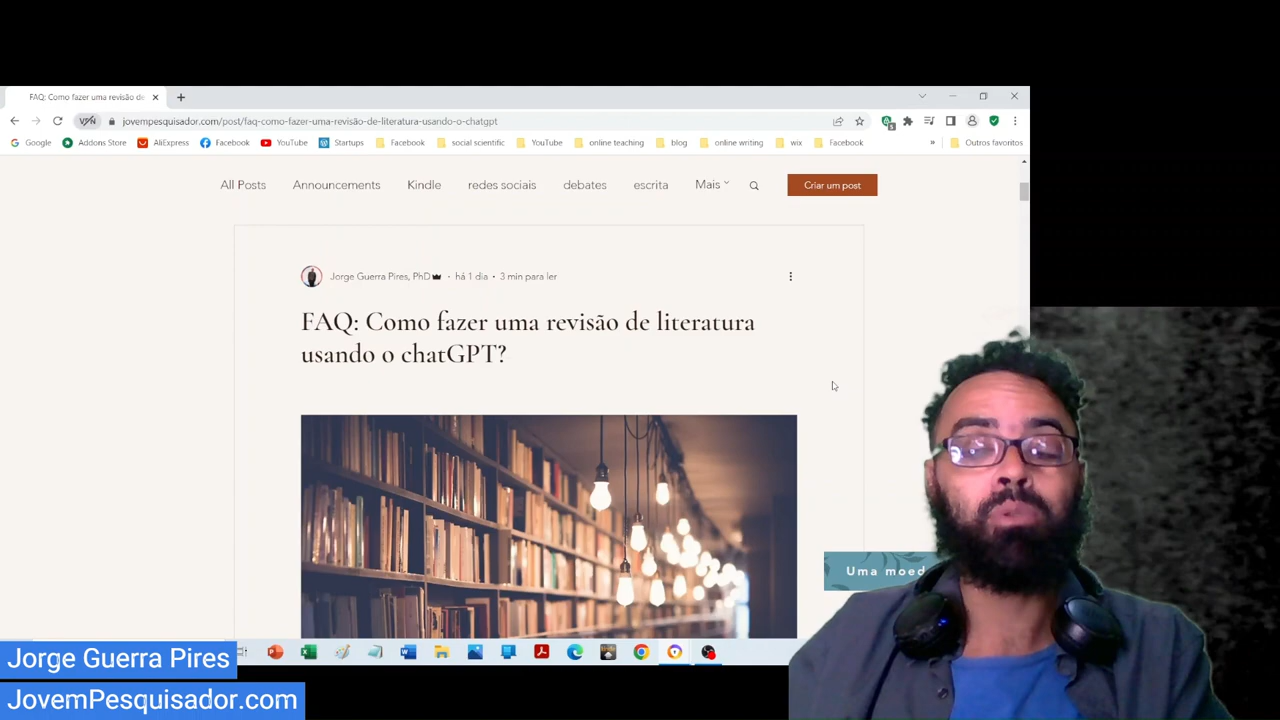 FAQ: Como fazer uma revisão de
jovempesquisador.com/post/faq-como-fazer-uma-revisão-de-literatura-usando-o-chatgpt
Google Addons Store AliExpress Facebook YouTube Startups Facebook social scientific YouTube online teaching blog online writing wix Facebook » Outros favoritos
All Posts Announcements Kindle redes sociais debates escrita Mais Criar um post
Jorge Guerra Pires, PhD · há 1 dia · 3 min para ler
FAQ: Como fazer uma revisão de literatura
usando o chatGPT?
Uma moed
Jorge Guerra Pires
JovemPesquisador.com